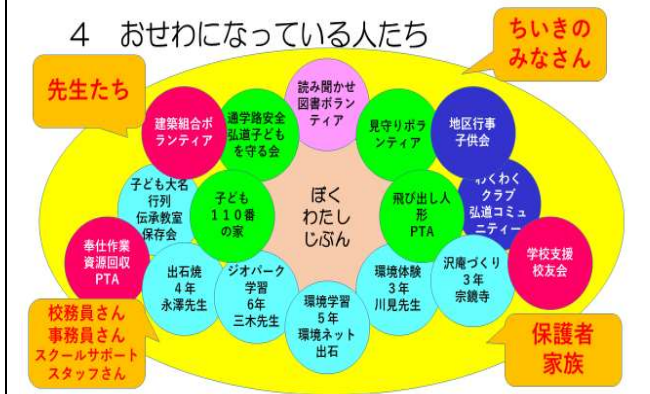 4 おせわになっている人たち
ちいきの
みなさん
先生たち
読み聞かせ
図書ボラン
ティア
建築組合ボ
ランティア
通学路安全
弘道子ども
を守る会
見守りボラ
ンティア
地区行事
子供会
子ども大名
行列
伝承教室
保存会
子ども
110番
の家
ぼく
わたし
じぶん
飛び出し人
形
PTA
わくわく
クラブ
弘道コミュ
ニティー
奉仕作業
資源回収
PTA
出石焼
4年
永澤先生
ジオパーク
学習
6年
三木先生
環境学習
5年
環境ネット
出石
環境体験
3年
川見先生
沢庵づくり
3年
宗鏡寺
学校支援
校友会
校務員さん
事務員さん
スクールサポート
スタッフさん
保護者
家族